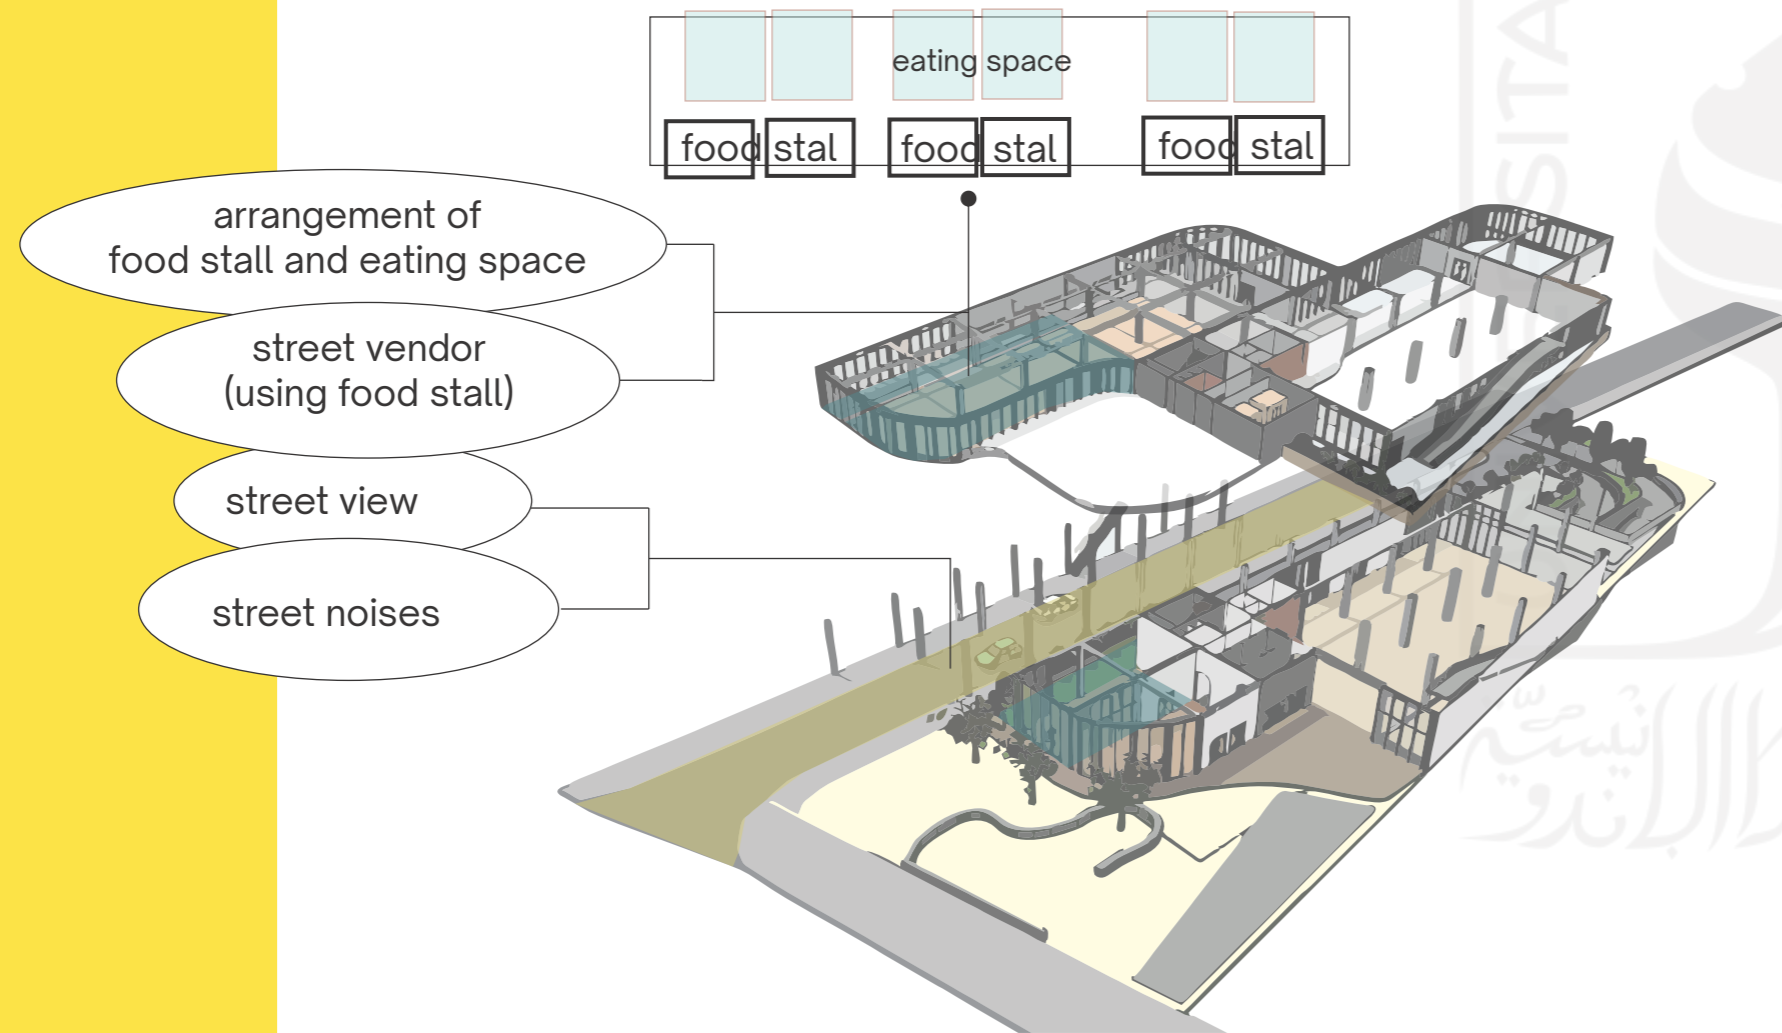 eating space
food stal food stal food stal
arrangement of
food stall and eating space
street vendor
(using food stall)
street view
street noises
SITA